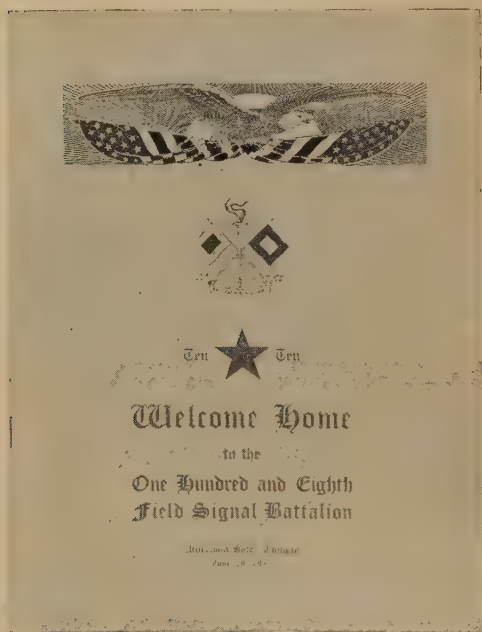 Ten Ten
Welcome Home
to the
One Hundred and Eighth
Field Signal Battalion